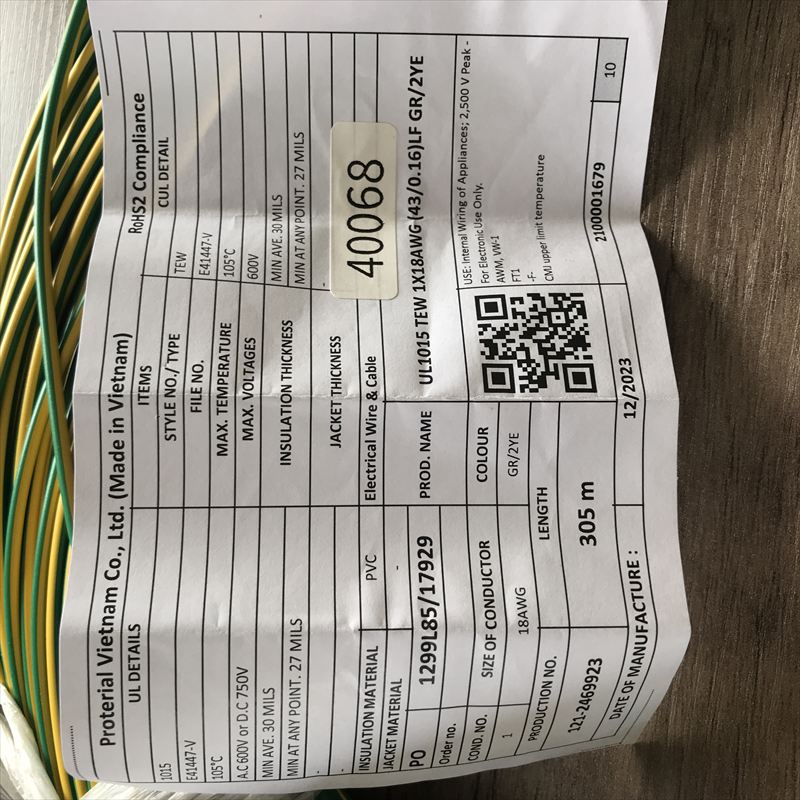 Proterial Vietnam Co., Ltd. (Made in Vietnam) RoHS2 Compliance
UL DETAILS ITEMS CUL DETAIL
1015 STYLE NO./ TYPE TEW
E41447-V FILE NO. E41447-V
105°C MAX. TEMPERATURE 105°C
A.C 600V or D.C 750V MAX. VOLTAGES 600V
MIN AVE. 30 MILS INSULATION THICKNESS MIN AVE. 30 MILS
MIN AT ANY POINT. 27 MILS MIN AT ANY POINT. 27 MILS
- JACKET THICKNESS
-
40068
INSULATION MATERIAL PVC Electrical Wire & Cable
JACKET MATERIAL -
PO 1299L85/17929 PROD. NAME UL1015 TEW 1X18AWG (43/0.16)LF GR/2YE
Order no.
COND. NO. SIZE OF CONDUCTOR COLOUR
1 18AWG GR/2YE
USE: Internal Wiring of Appliances; 2,500 V Peak -
For Electronic Use Only.
AWM, VW-1
FT1
-F-
CMJ upper limit temperature
PRODUCTION NO. LENGTH
121-2469923 305 m
DATE OF MANUFACTURE : 12/2023 2100001679 10